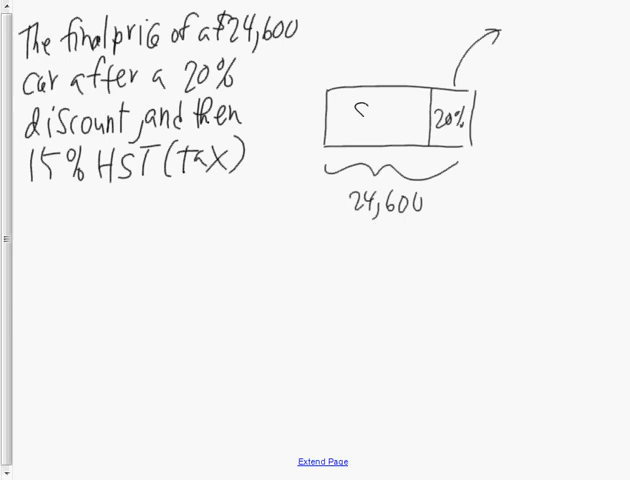 The final price of a $24,600
car after a 20%
discount, and then
15% HST (tax)
20%
24,600
Extend Page